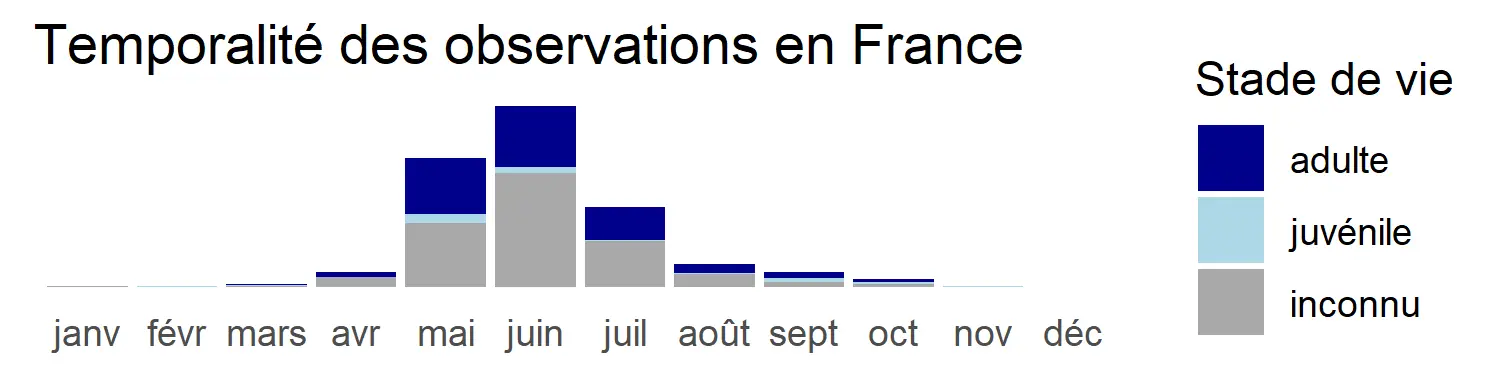 Temporalité des observations en France
Stade de vie
adulte
juvénile
inconnu
janv févr mars avr mai juin juil août sept oct nov déc